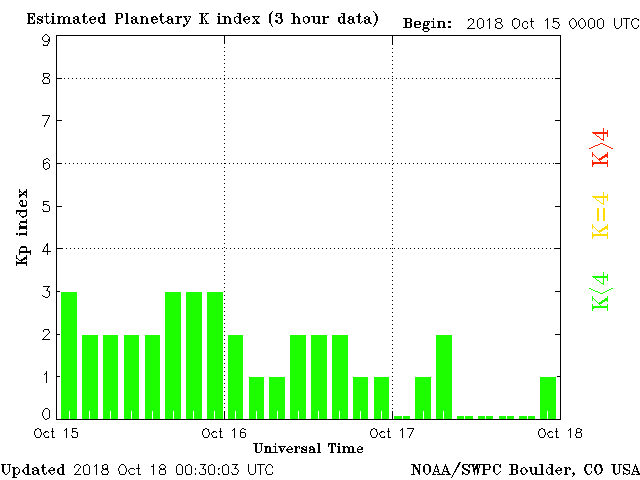 Estimated Planetary K index (3 hour data) Begin: 2018 Oct 15 0000 UTC
9
8
7
6
5
4
3
2
1
0
Kp index
K>4
K=4
K<4
Oct 15 Oct 16 Oct 17 Oct 18
Universal Time
Updated 2018 Oct 18 00:30:03 UTC NOAA/SWPC Boulder, CO USA